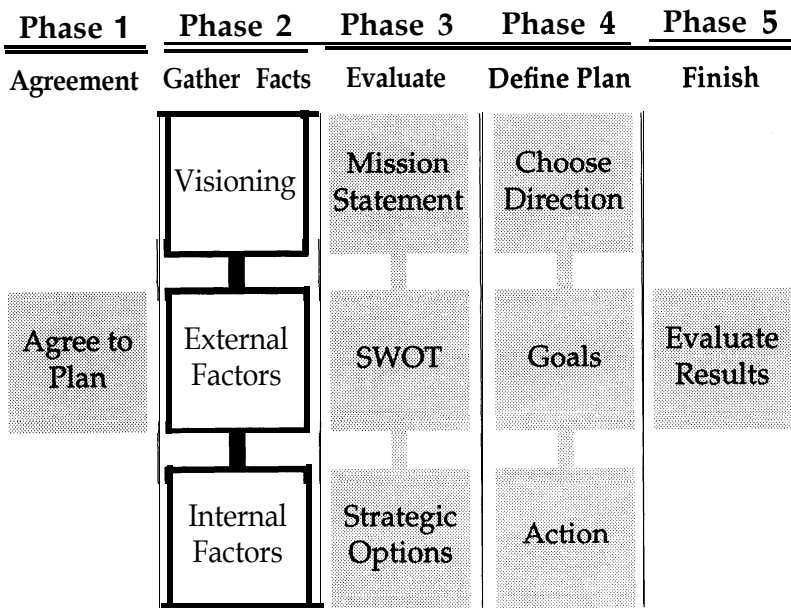 Phase 1 Phase 2 Phase 3 Phase 4 Phase 5
Agreement Gather Facts Evaluate Define Plan Finish
Visioning
Mission
Statement
Choose
Direction
Agree to
Plan
External
Factors
SWOT
Goals
Evaluate
Results
Internal
Factors
Strategic
Options
Action